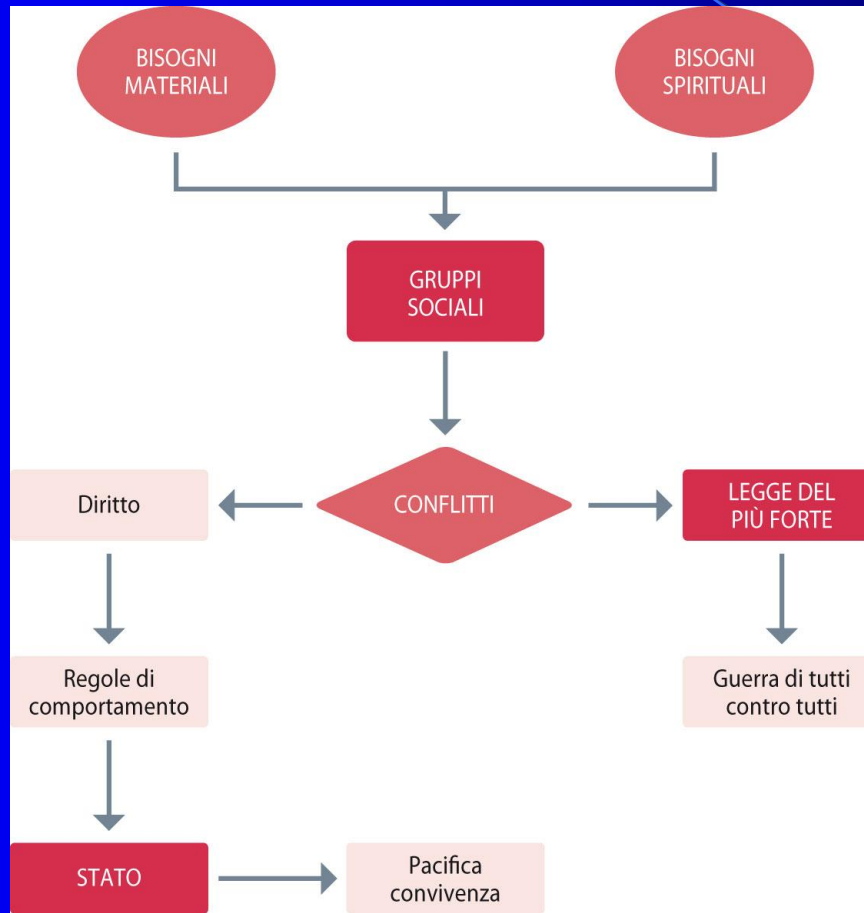 BISOGNI
MATERIALI
BISOGNI
SPIRITUALI
GRUPPI
SOCIALI
CONFLITTI
Diritto
LEGGE DEL
PIÙ FORTE
Regole di
comportamento
Guerra di tutti
contro tutti
STATO
Pacifica
convivenza